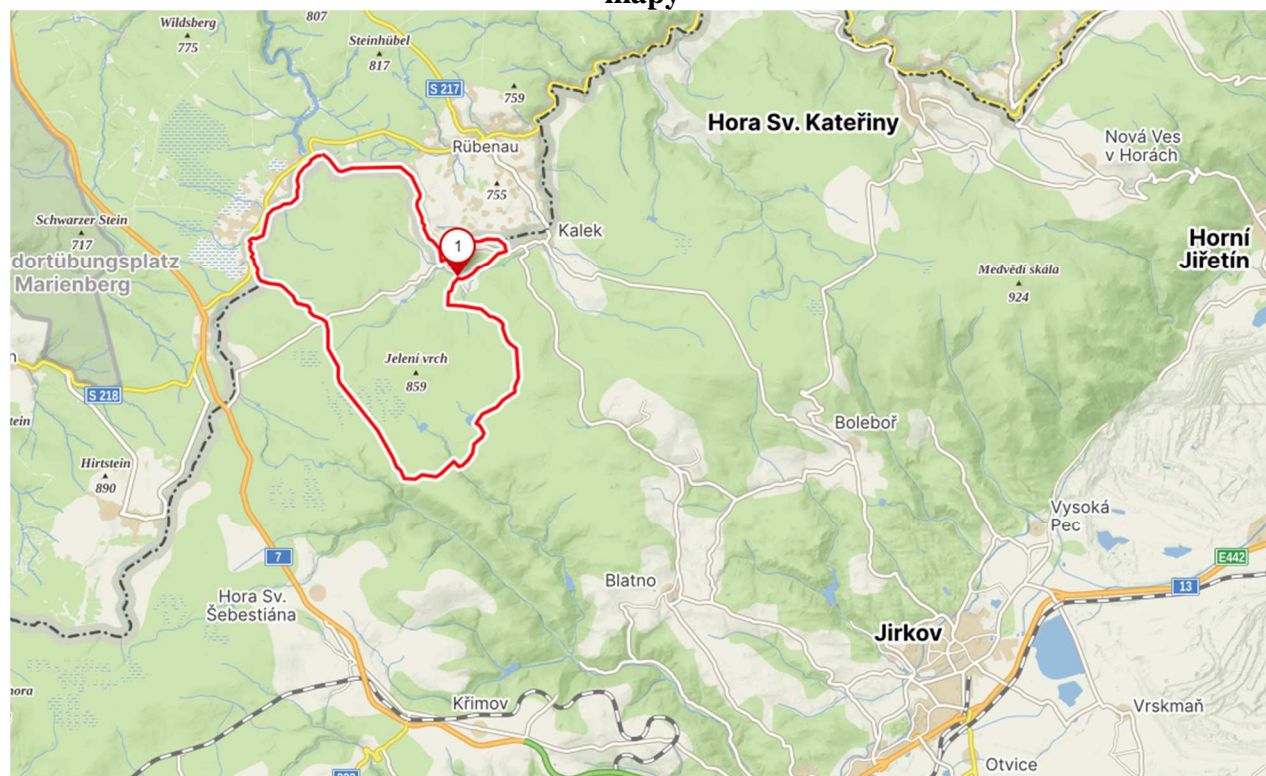 mapy
Wildsberg
775
807
Steinhübel
817
S 217
759
Hora Sv. Kateřiny
Nová Ves
v Horách
Rübenau
755
Schwarzer Stein
717
dortübungsplatz
Marienberg
1
Kalek
Horní
Jiřetín
Medvědí skála
924
Jelení vrch
859
n
S 218
tein
Boleboř
Hirtstein
890
Vysoká
Pec
7
E442
13
Blatno
Hora Sv.
Šebestiána
Jirkov
nora
Křimov
Vrskmaň
Otvice